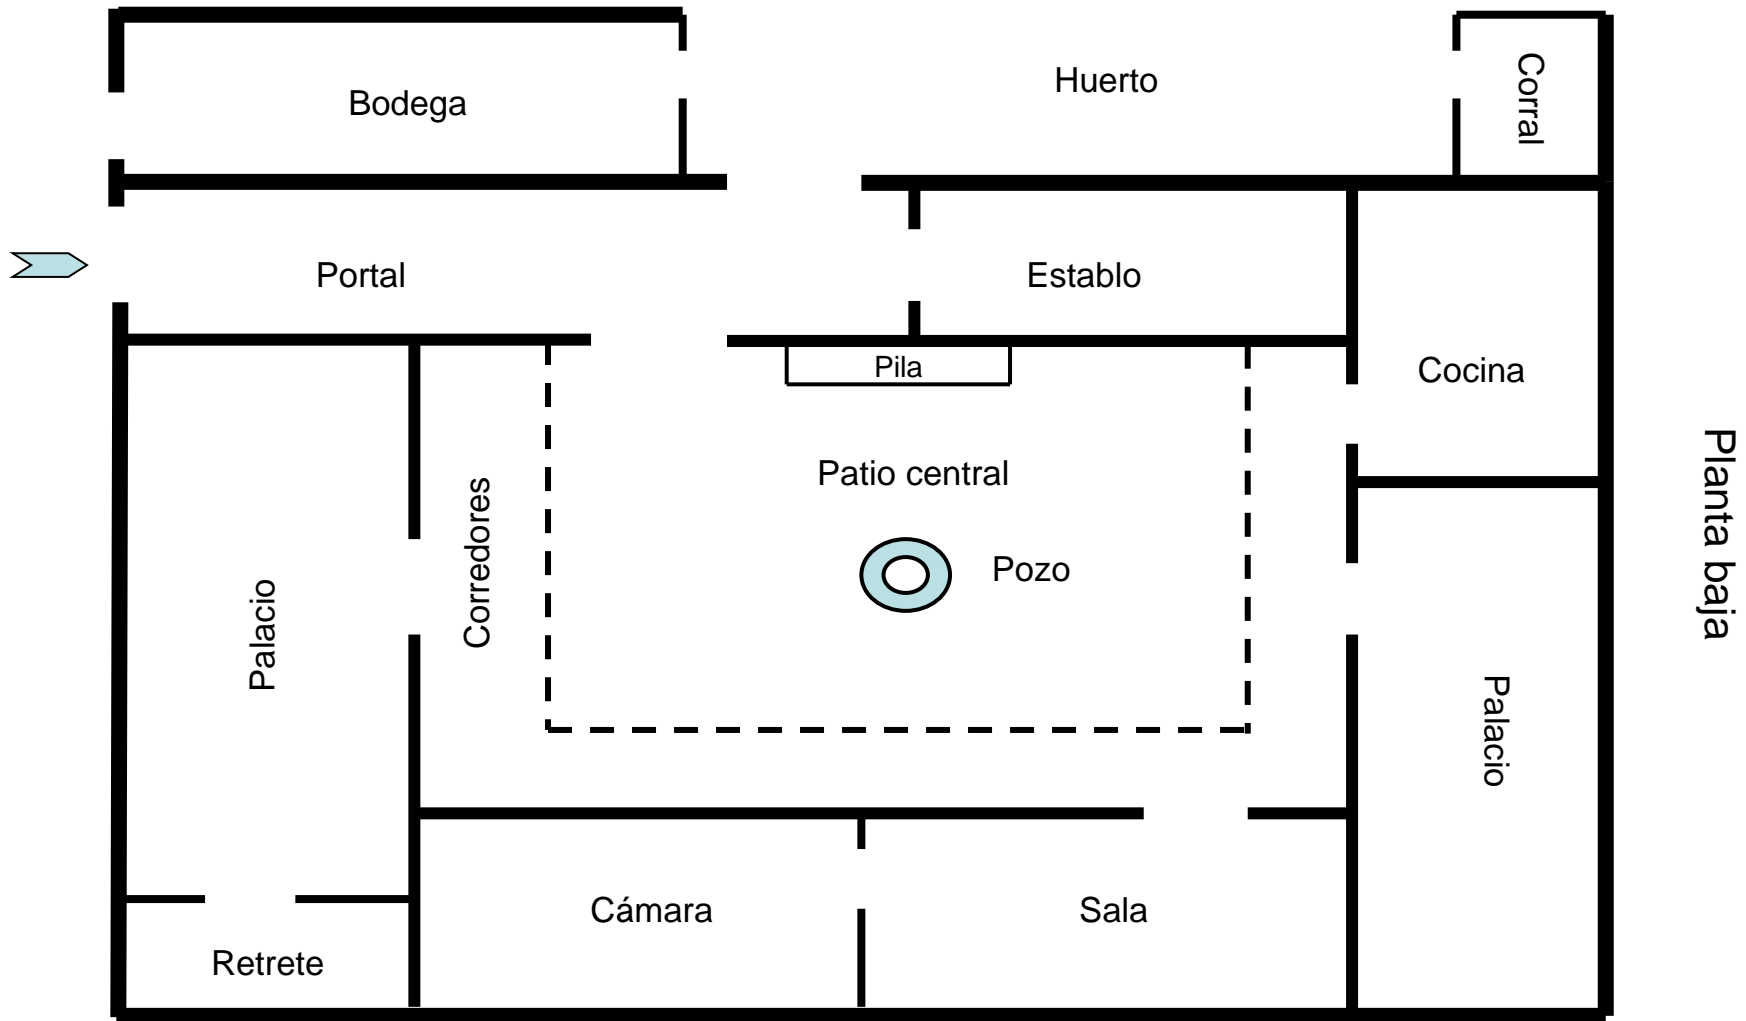 Bodega
Huerto
Corral
Portal
Establo
Pila
Cocina
Patio central
Corredores
Pozo
Palacio
Palacio
Planta baja
Cámara
Sala
Retrete